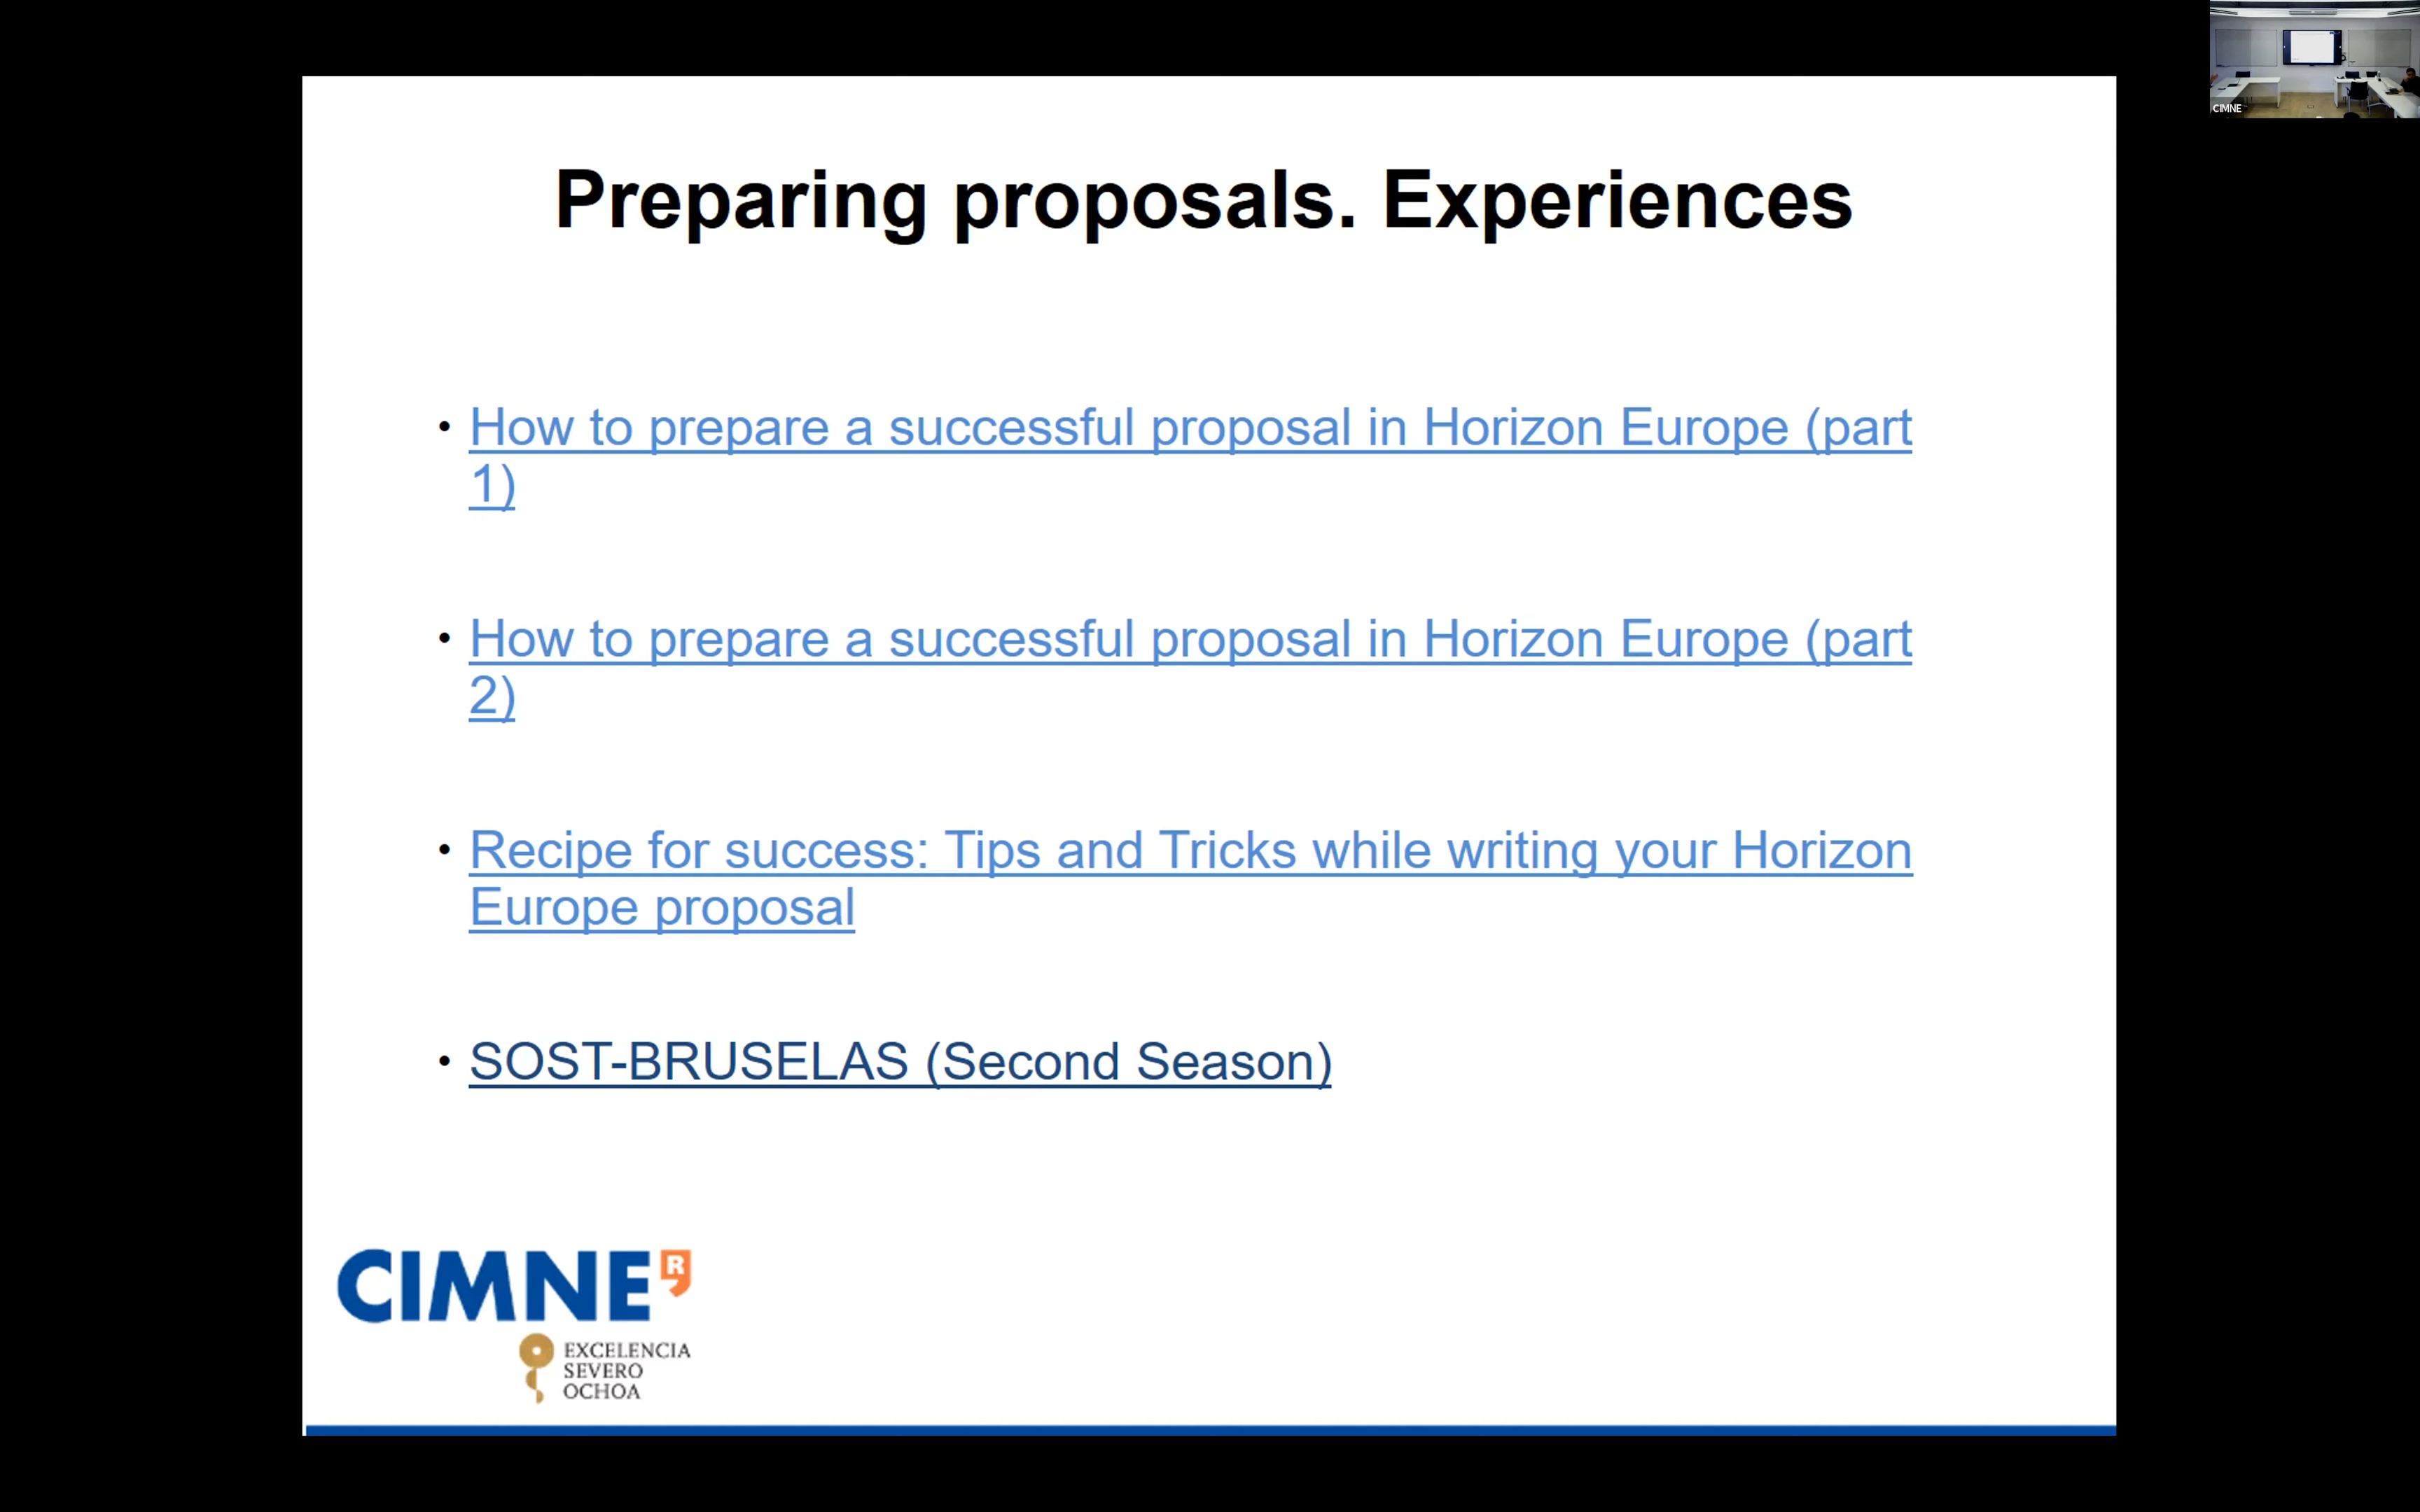 CIMNE
Preparing proposals. Experiences
• How to prepare a successful proposal in Horizon Europe (part
1)
• How to prepare a successful proposal in Horizon Europe (part
2)
• Recipe for success: Tips and Tricks while writing your Horizon
Europe proposal
• SOST-BRUSELAS (Second Season)
CIMNE R
EXCELENCIA
SEVERO
OCHOA